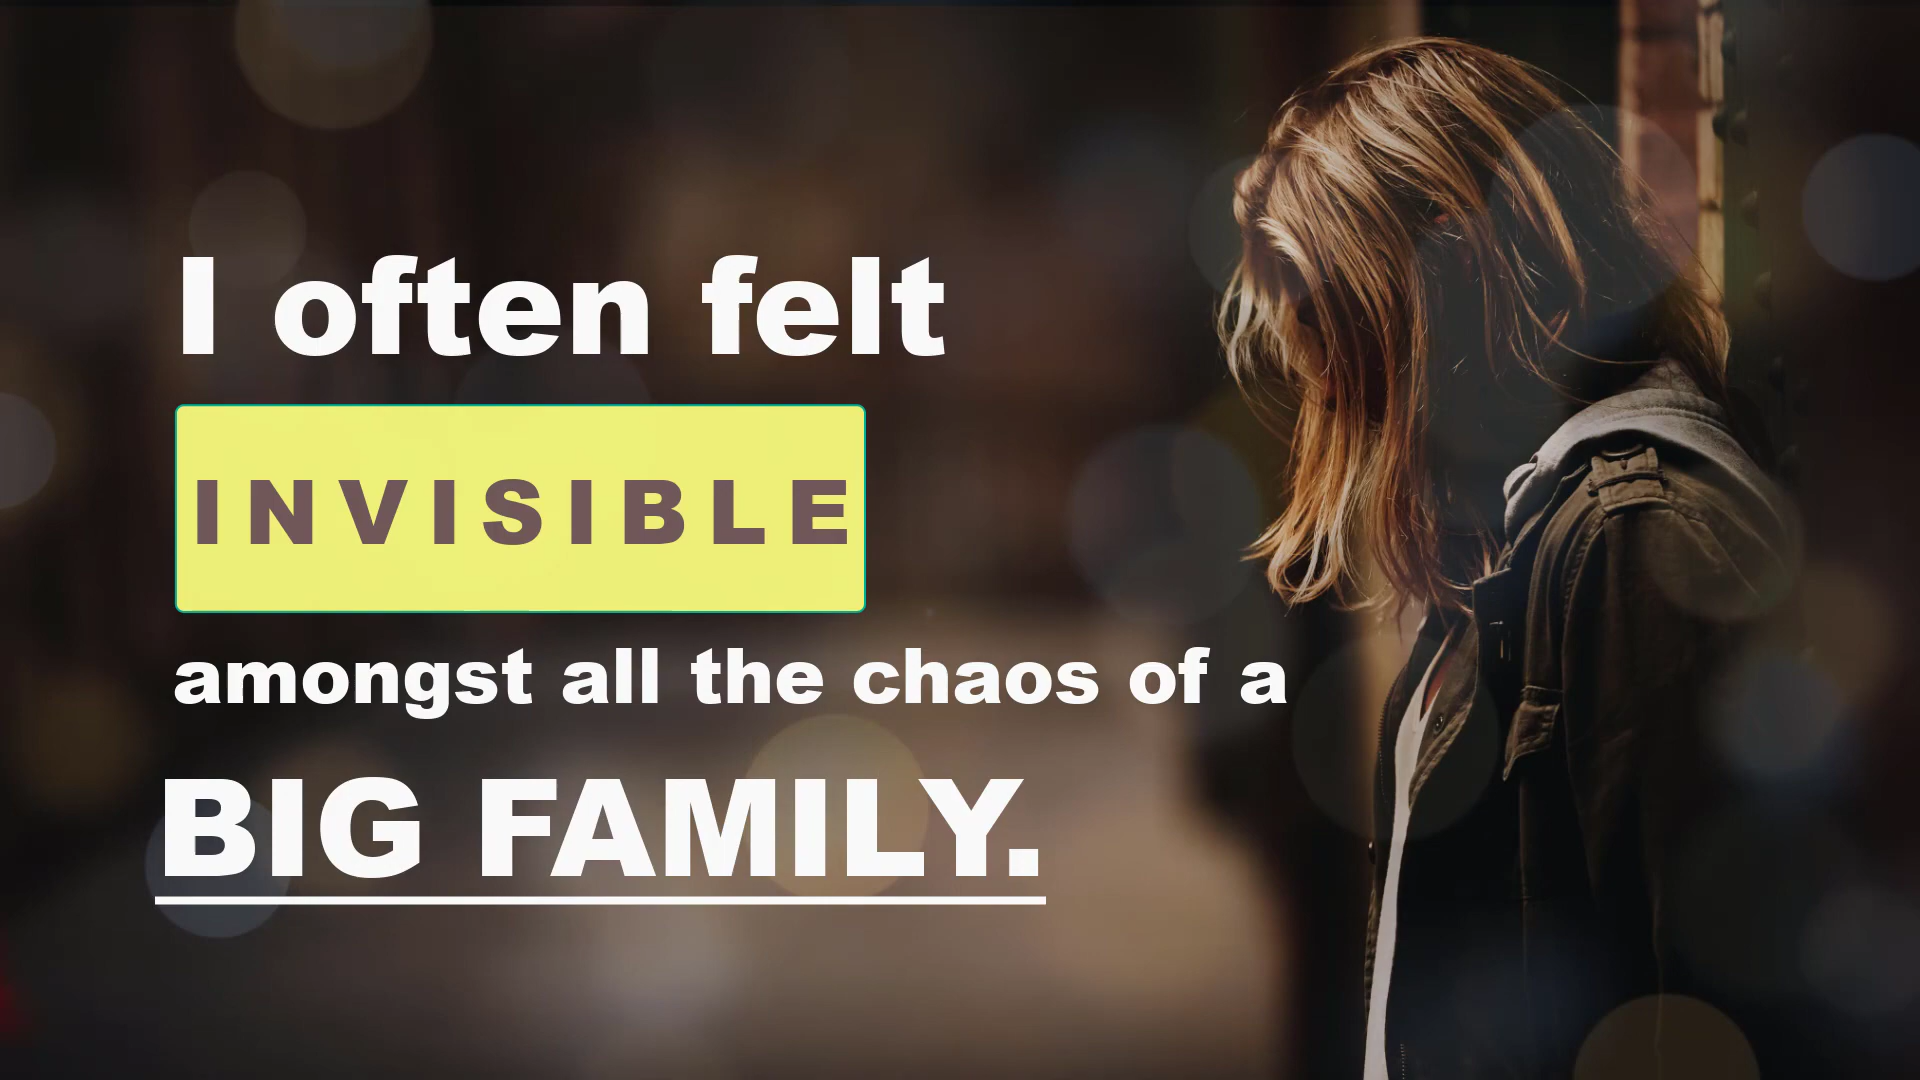 I often felt
INVISIBLE
amongst all the chaos of a
BIG FAMILY.